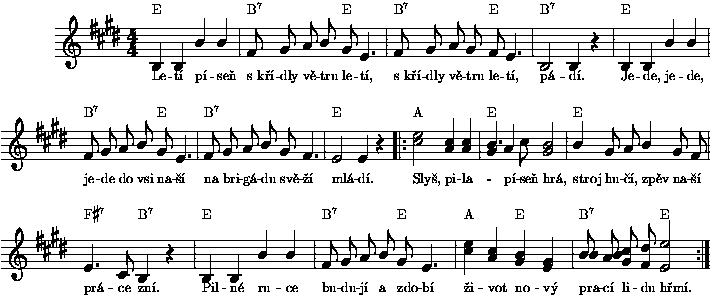 E B⁷ E B⁷ E B⁷ E
Le-tí pí-seň s kří-dly vě-tru le-tí, s kří-dly vě-tru le-tí, pá-dí. Je-de, je-de,
B⁷ E B⁷ E A E E
je-de do vsi na-ší na bri-gá-du svě-ží mlá-dí. Slyš, pi-la - pí-seň hrá, stroj hu-čí, zpěv na-ší
F♯⁷ B⁷ E B⁷ E A E B⁷ E
prá-ce zní. Pil-né ru-ce bu-du-jí a zdo-bí ži-vot no-vý pra-cí li-du hřmí.